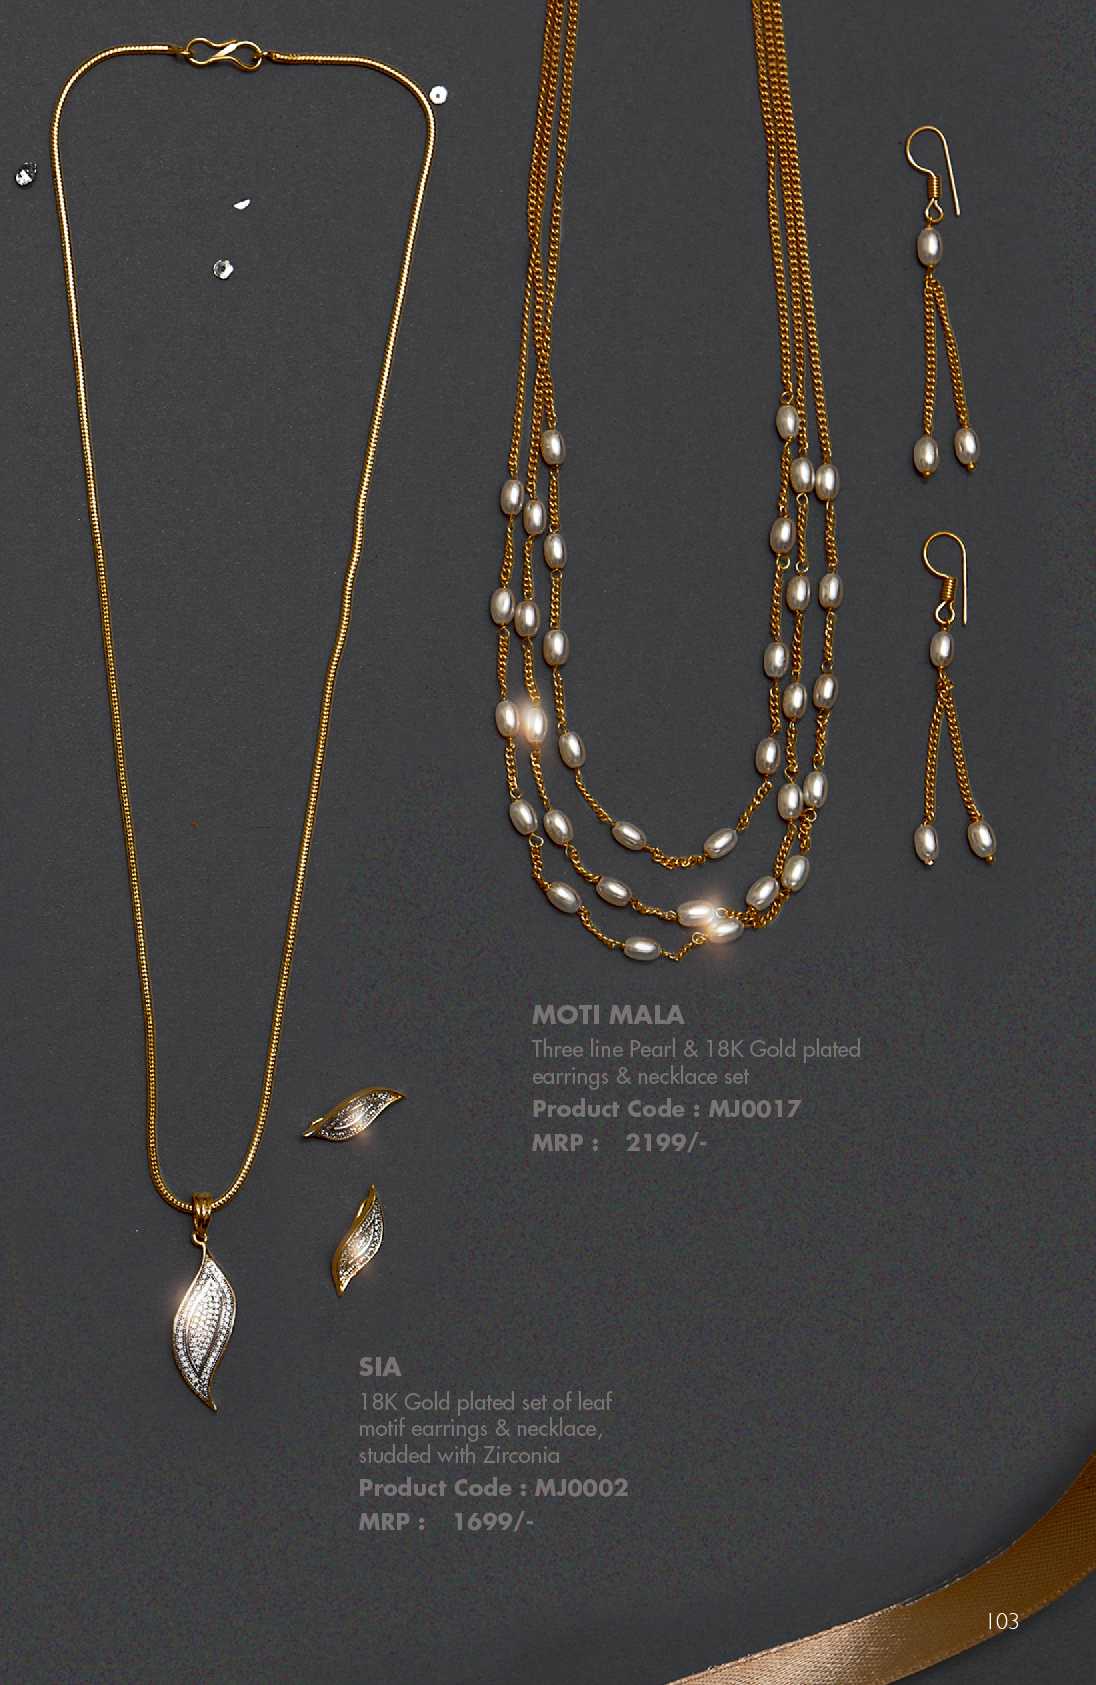 MOTI MALA
Three line Pearl & 18K Gold plated
earrings & necklace set
Product Code : MJ0017
MRP : 2199/-
SIA
18K Gold plated set of leaf
motif earrings & necklace,
studded with Zirconia
Product Code : MJ0002
MRP : 1699/-
103